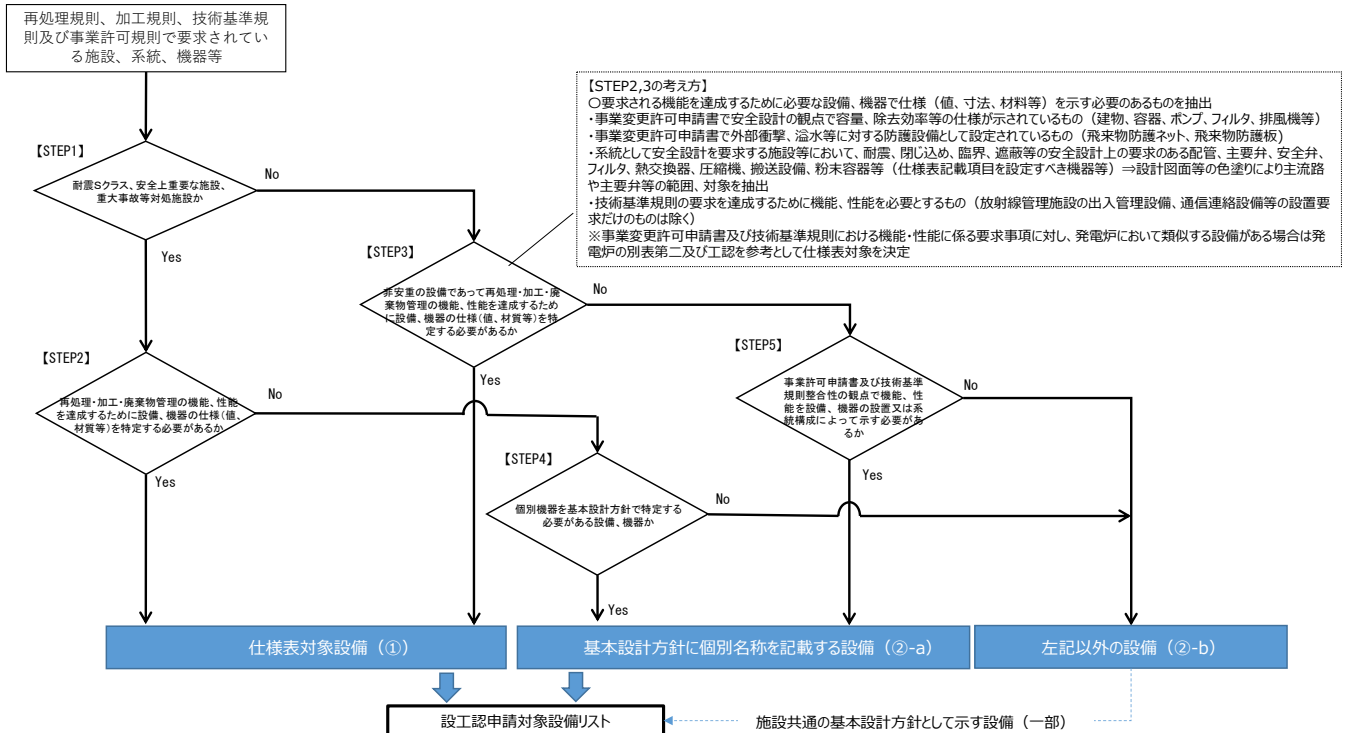 再処理規則、加工規則、技術基準規
則及び事業許可規則で要求されてい
る施設、系統、機器等
【STEP2,3の考え方】
〇要求される機能を達成するために必要な設備、機器で仕様（値、寸法、材料等）を示す必要のあるものを抽出
・事業変更許可申請書で安全設計の観点で容量、除去効率等の仕様が示されているもの（建物、容器、ポンプ、フィルタ、排風機等）
・事業変更許可申請書で外部衝撃、溢水等に対する防護設備として設定されているもの（飛来物防護ネット、飛来物防護板)
・系統として安全設計を要求する施設等において、耐震、閉じ込め、臨界、遮蔽等の安全設計上の要求のある配管、主要弁、安全弁、
フィルタ、熱交換器、圧縮機、搬送設備、粉末容器等（仕様表記載項目を設定すべき機器等）⇒設計図面等の色塗りにより主流路
や主要弁等の範囲、対象を抽出
・技術基準規則の要求を達成するために機能、性能を必要とするもの（放射線管理施設の出入管理設備、通信連絡設備等の設置要
求だけのものは除く）
※事業変更許可申請書及び技術基準規則における機能・性能に係る要求事項に対し、発電炉において類似する設備がある場合は発
電炉の別表第二及び工認を参考として仕様表対象を決定
【STEP1】
耐震Sクラス、安全上重要な施設、
重大事故等対処施設か
No
Yes
【STEP3】
非安重の設備であって再処理・加工・廃
棄物管理の機能、性能を達成するため
に設備、機器の仕様（値、材質等）を特
定する必要があるか
No
Yes
【STEP2】
再処理・加工・廃棄物管理の機能、性能
を達成するために設備、機器の仕様（値、
材質等）を特定する必要があるか
No
Yes
【STEP5】
事業許可申請書及び技術基準
規則整合性の観点で機能、性
能を設備、機器の設置又は系
統構成によって示す必要があ
るか
No
Yes
【STEP4】
個別機器を基本設計方針で特定する
必要がある設備、機器か
No
Yes
仕様表対象設備（①）
基本設計方針に個別名称を記載する設備（②-a）
左記以外の設備（②-b）
設工認申請対象設備リスト
施設共通の基本設計方針として示す設備（一部）